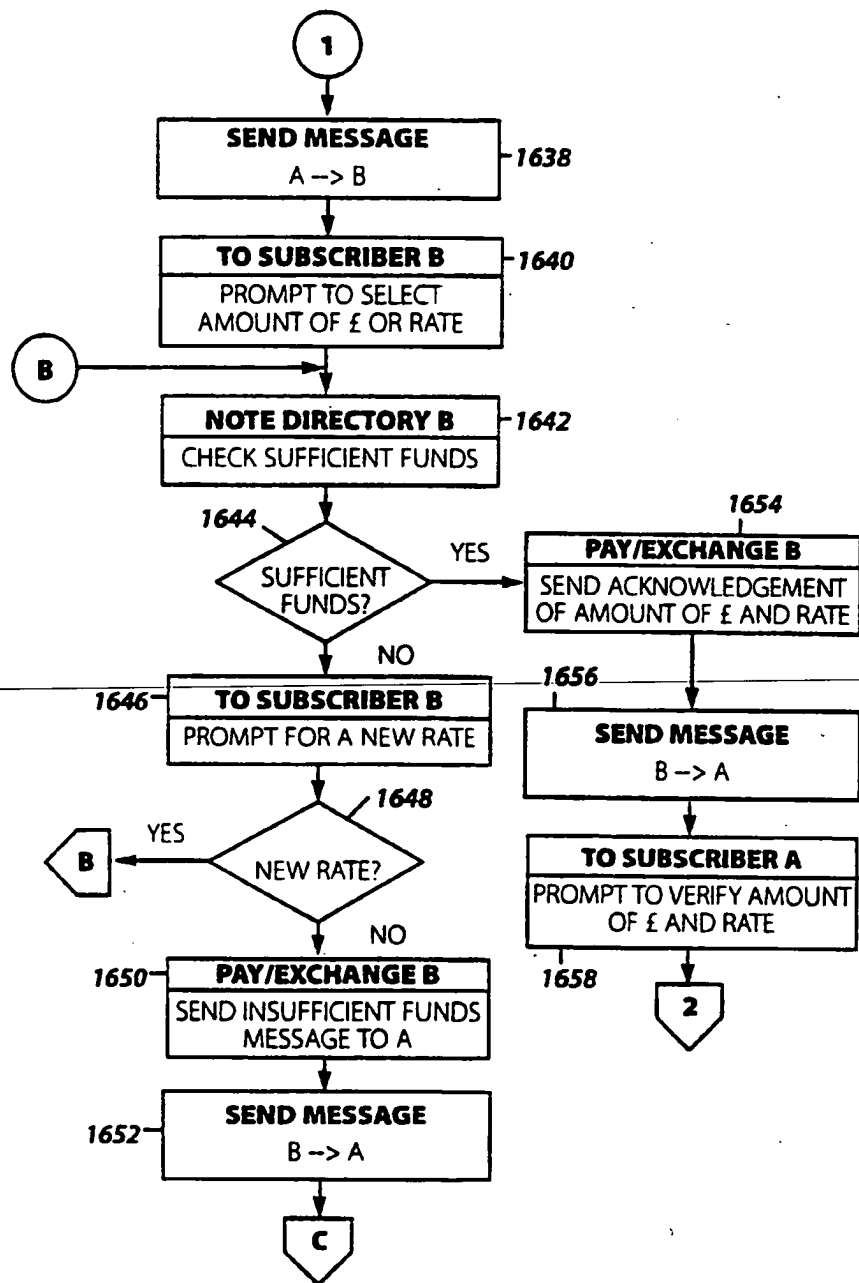 1
SEND MESSAGE
A --> B
1638
TO SUBSCRIBER B
1640
PROMPT TO SELECT
AMOUNT OF £ OR RATE
B
NOTE DIRECTORY B
1642
CHECK SUFFICIENT FUNDS
1644
SUFFICIENT
FUNDS?
YES
NO
1654
PAY/EXCHANGE B
SEND ACKNOWLEDGEMENT
OF AMOUNT OF £ AND RATE
1646
TO SUBSCRIBER B
PROMPT FOR A NEW RATE
1656
SEND MESSAGE
B --> A
1648
NEW RATE?
YES
B
NO
TO SUBSCRIBER A
PROMPT TO VERIFY AMOUNT
OF £ AND RATE
1658
2
1650
PAY/EXCHANGE B
SEND INSUFFICIENT FUNDS
MESSAGE TO A
1652
SEND MESSAGE
B --> A
C